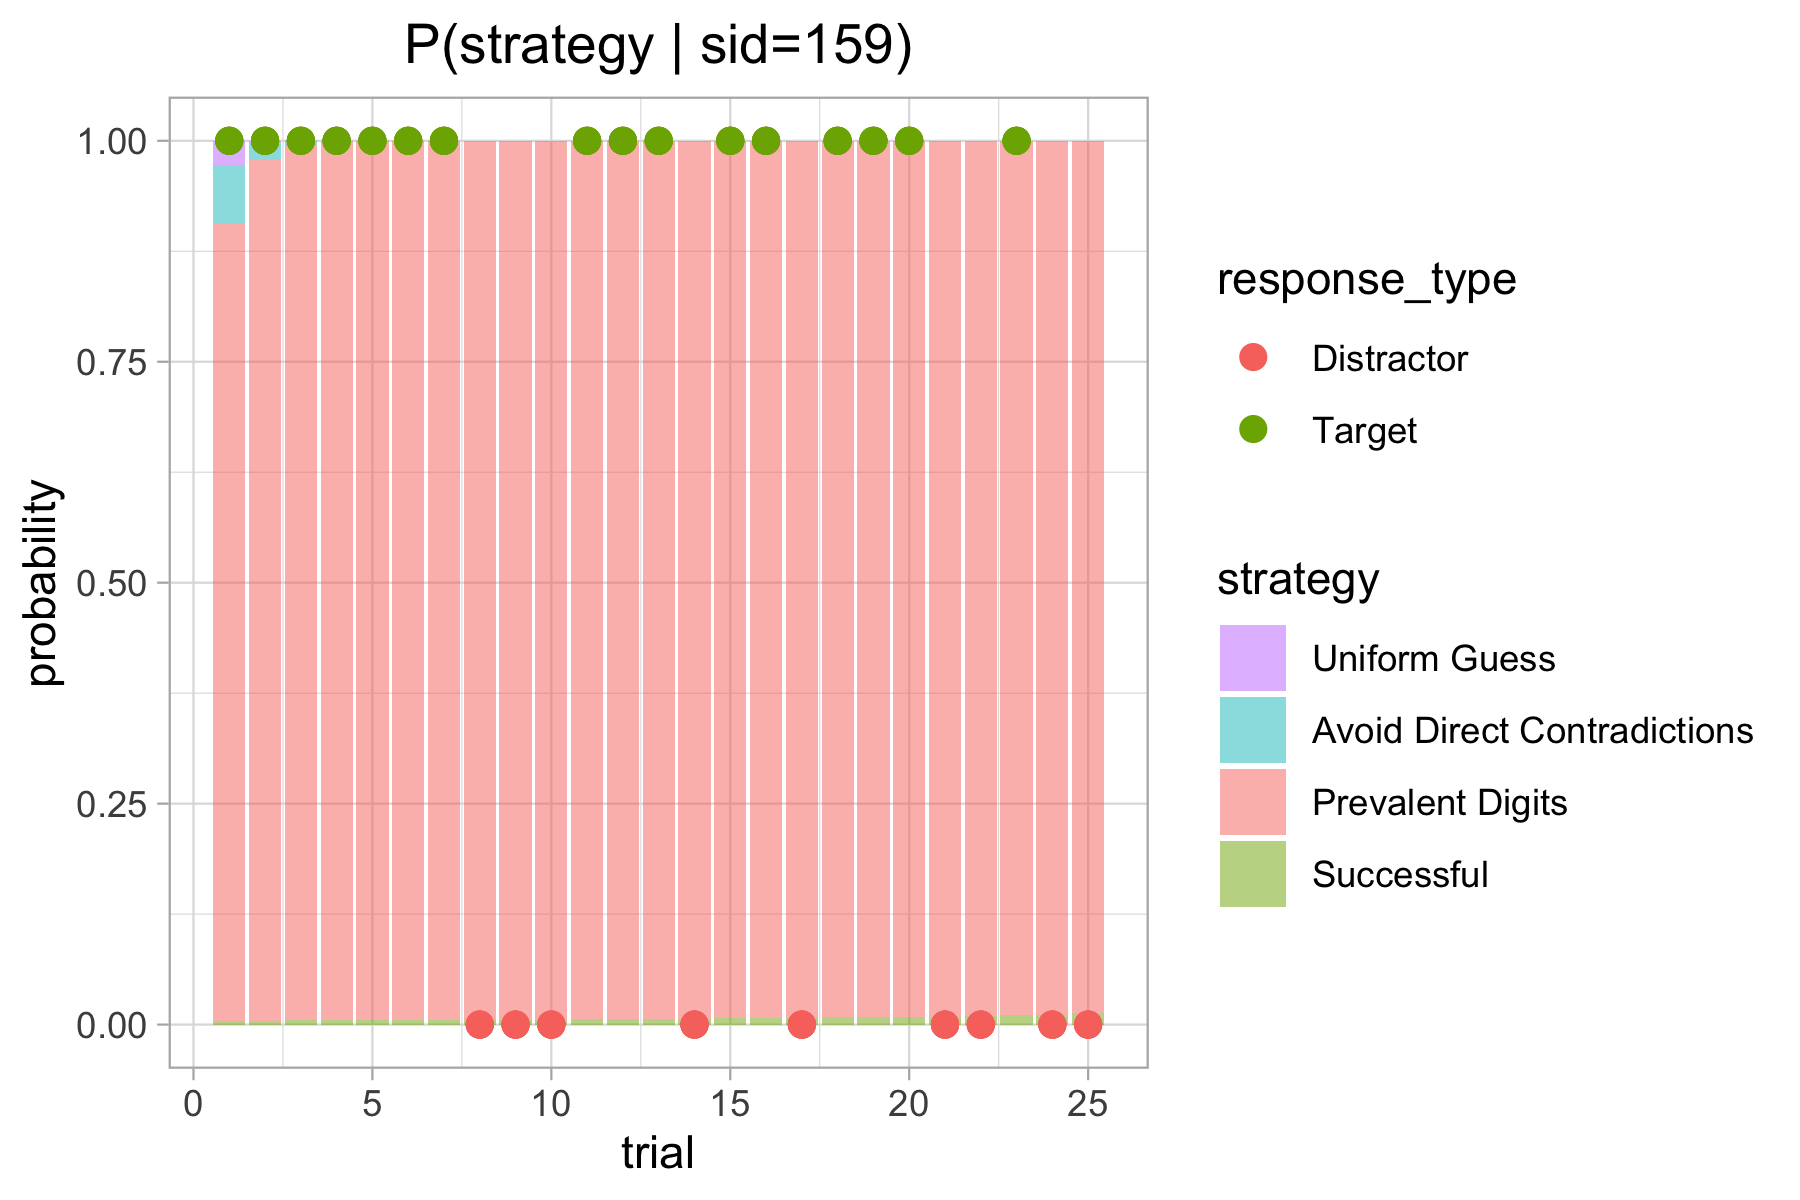 P(strategy | sid=159)
probability
1.00
0.75
0.50
0.25
0.00
0 5 10 15 20 25
trial
response_type
Distractor
Target
strategy
Uniform Guess
Avoid Direct Contradictions
Prevalent Digits
Successful